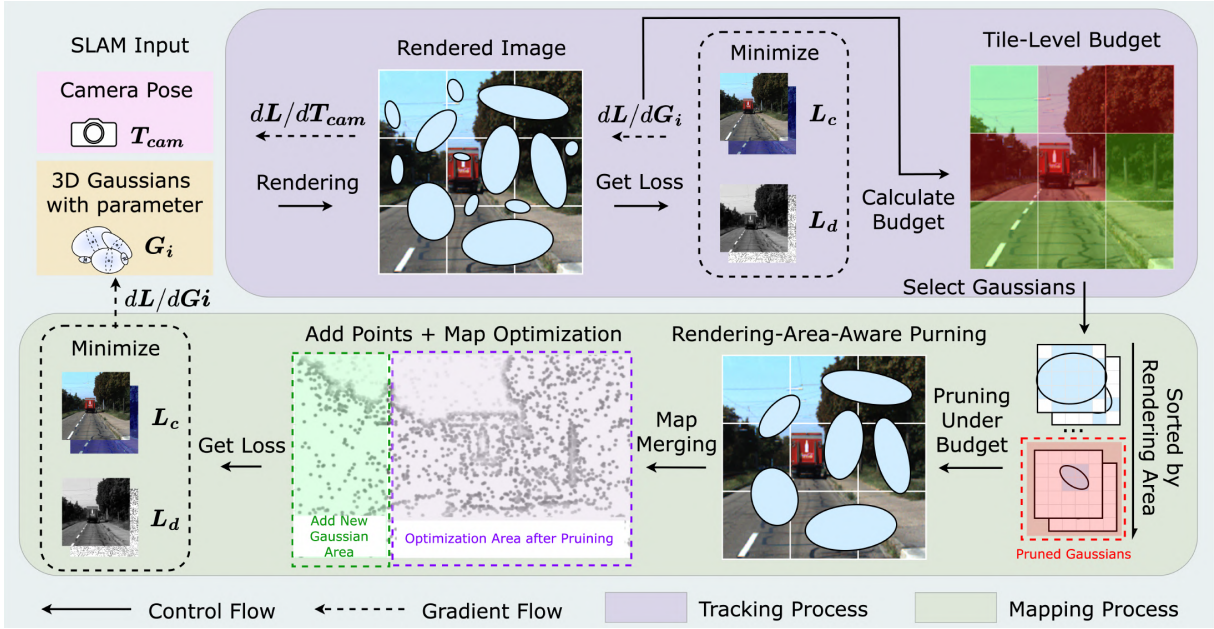 SLAM Input
Camera Pose
T_cam
3D Gaussians
with parameter
G_i
dL/dT_cam
Rendering
Rendered Image
dL/dG_i
Get Loss
Minimize
L_c
L_d
Calculate
Budget
Tile-Level Budget
Select Gaussians
Sorted by
Rendering Area
...
Pruned Gaussians
Pruning
Under
Budget
Rendering-Area-Aware Purning
Map
Merging
Add Points + Map Optimization
Add New
Gaussian
Area
Optimization Area after Pruining
Get Loss
dL/dGi
Minimize
L_c
L_d
Control Flow
Gradient Flow
Tracking Process
Mapping Process